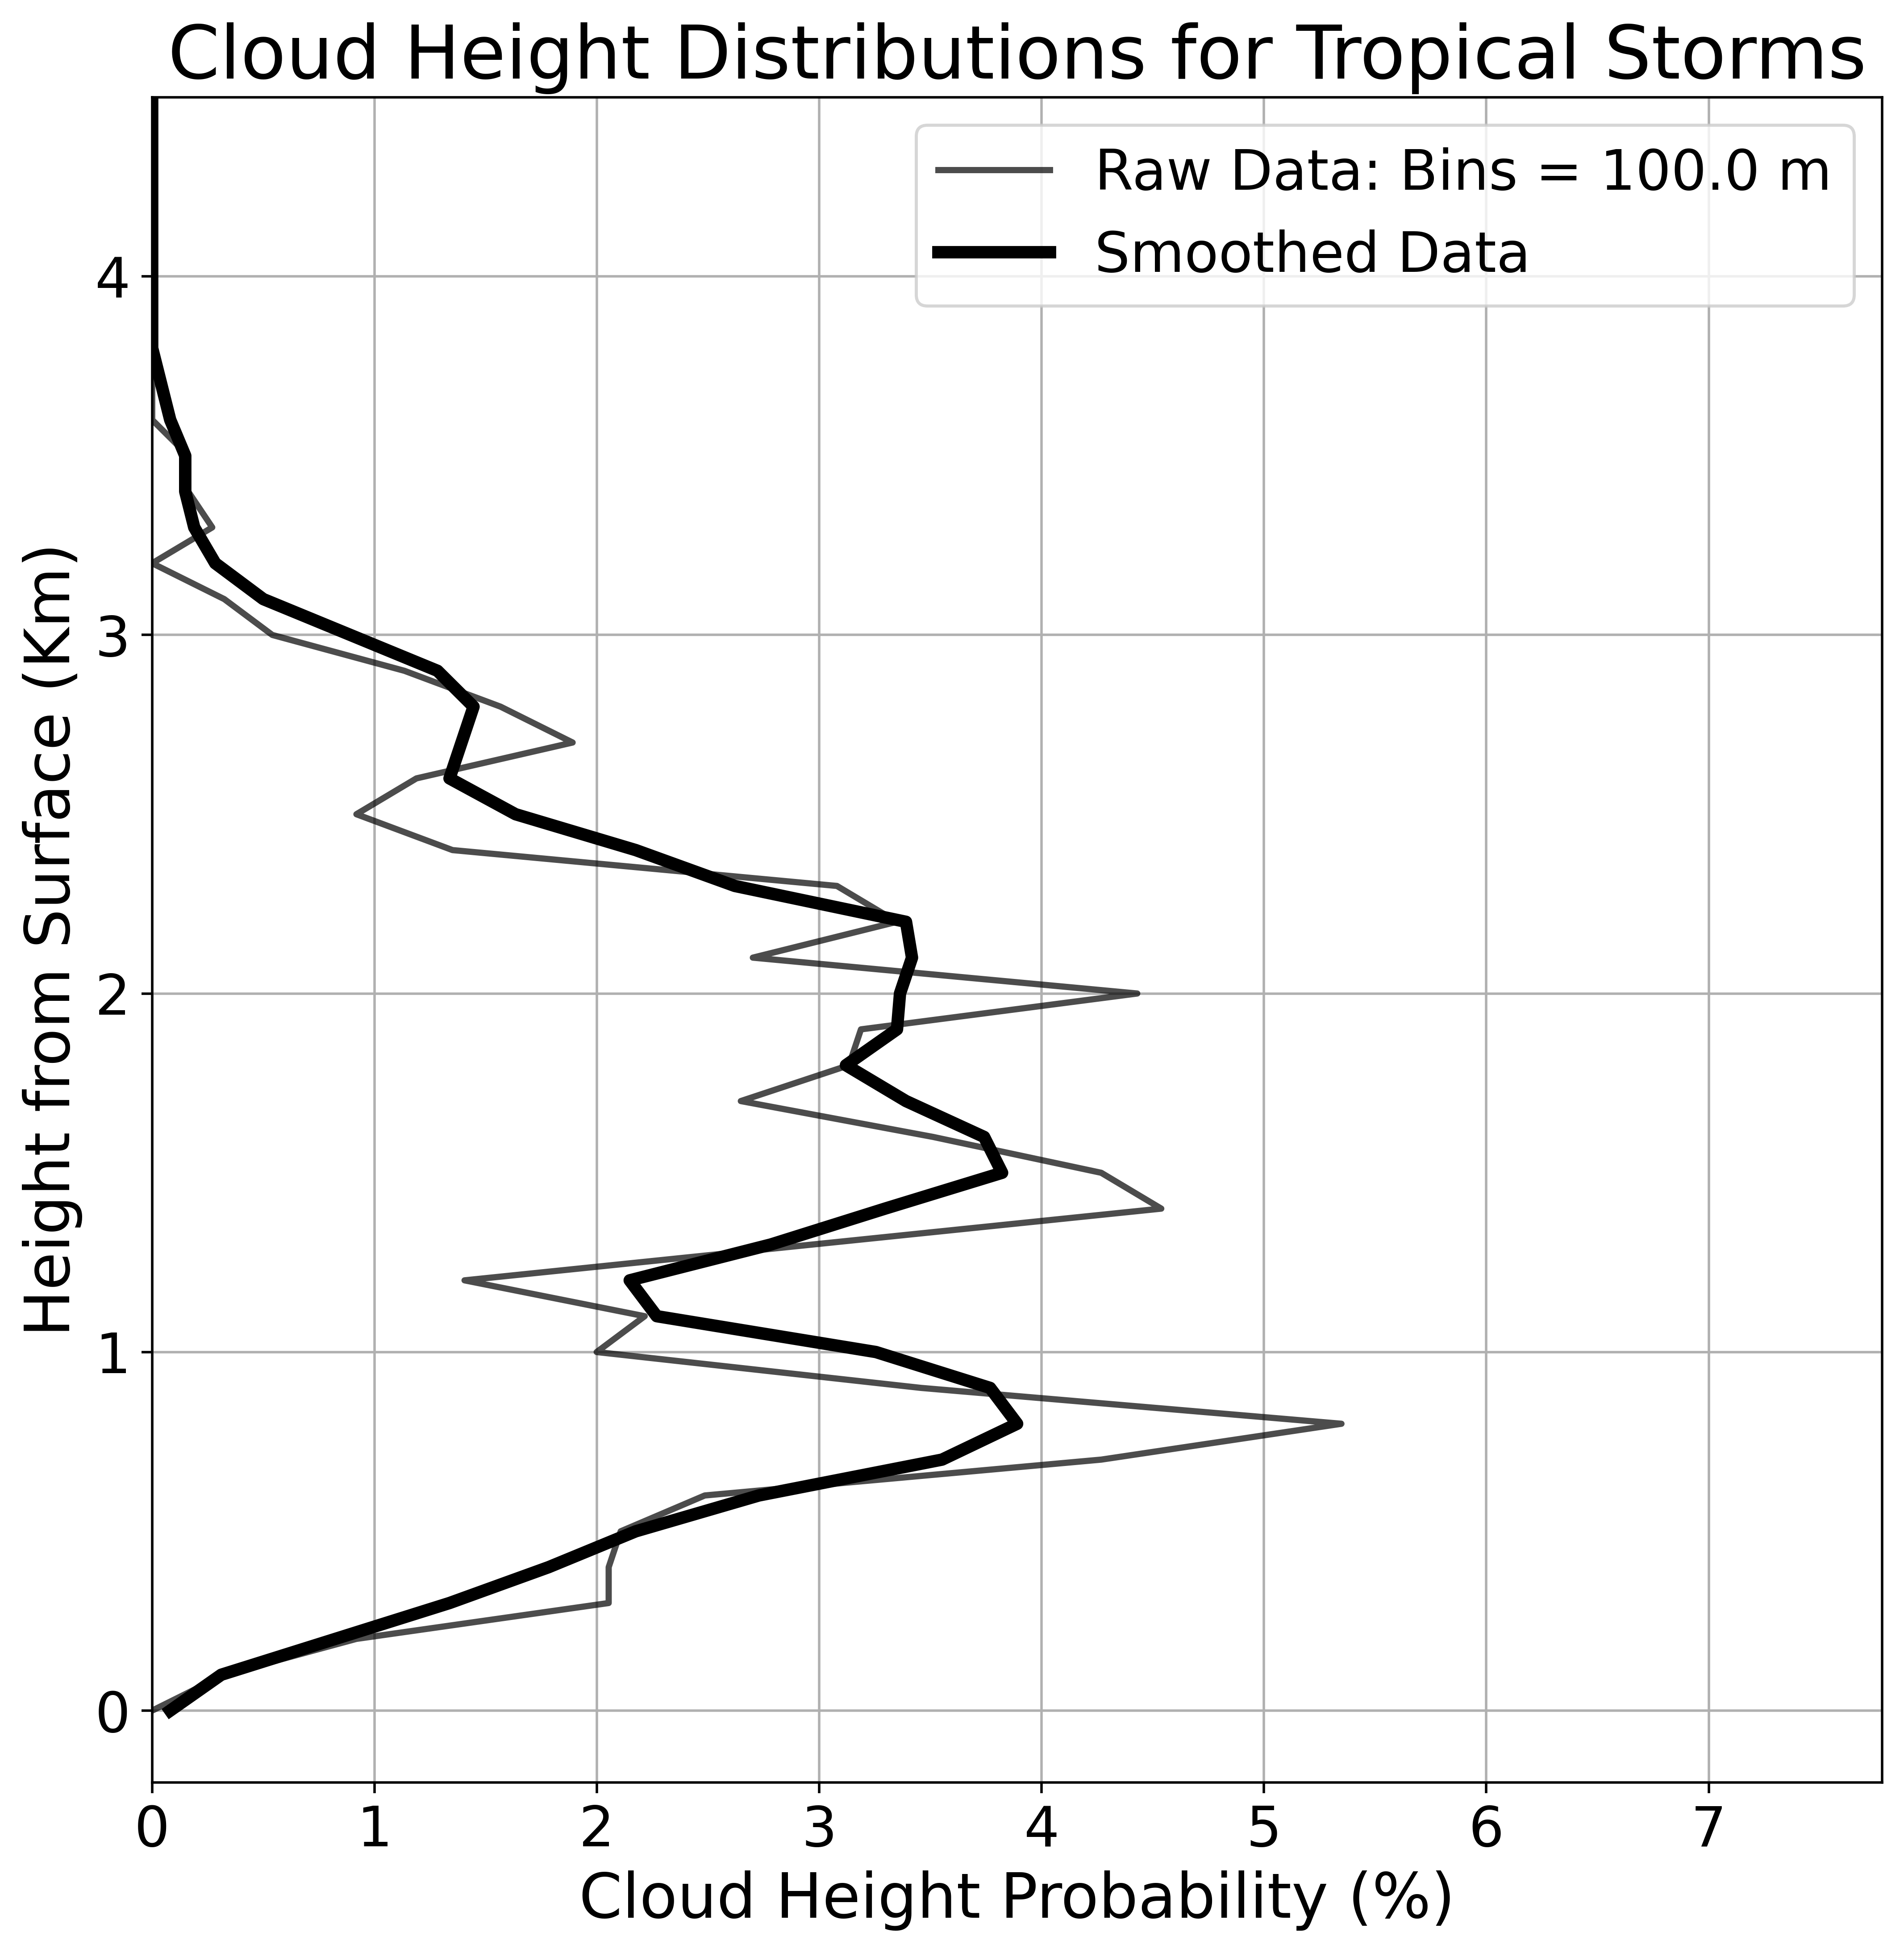 Cloud Height Distributions for Tropical Storms
Raw Data: Bins = 100.0 m
Smoothed Data
Height from Surface (Km)
4
3
2
1
0
0 1 2 3 4 5 6 7
Cloud Height Probability (%)